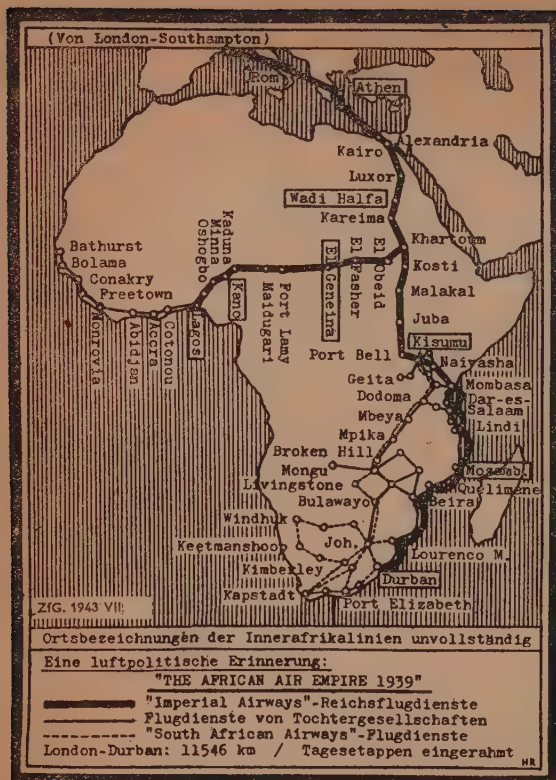 (Von London-Southampton)
Rom
Athen
Alexandria
Kairo
Luxor
Wadi Halfa
Kareima
Khartoum
Kosti
Malakal
Juba
Kisumu
Port Bell
Naivasha
Geita
Mombasa
Dodoma
Dar-es-
Salaam
Mbeya
Lindi
Mpika
Broken Hill
Mongu
Mozamb.
Livingstone
Quelimene
Beira
Bulawayo
Windhuk
Joh.
Keetmanshoop
Lourenco M.
Kimberley
Durban
Kapstadt
Port Elizabeth
Bathurst
Bolama
Conakry
Freetown
Monrovia
Abidjan
Accra
Cotonou
Lagos
Oshogbo
Minna
Kaduna
Kano
Maidugari
Fort Lamy
El Geneina
El Fashar
El Obeid
ZfG. 1943 VII
Ortsbezeichnungen der Innerafrikalinien unvollständig
Eine luftpolitische Erinnerung:
"THE AFRICAN AIR EMPIRE 1939"
"Imperial Airways"-Reichsflugdienste
Flugdienste von Tochtergesellschaften
"South African Airways"-Flugdienste
London-Durban: 11546 km / Tagesetappen eingerahmt
HR